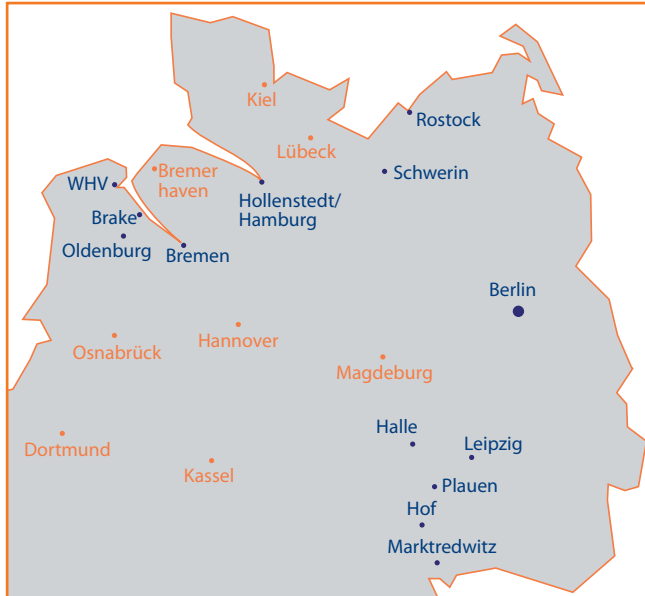 Kiel
Rostock
Lübeck
Bremer
haven
Schwerin
WHV
Hollenstedt/
Hamburg
Brake
Oldenburg
Bremen
Berlin
Hannover
Osnabrück
Magdeburg
Halle
Dortmund
Leipzig
Kassel
Plauen
Hof
Marktredwitz